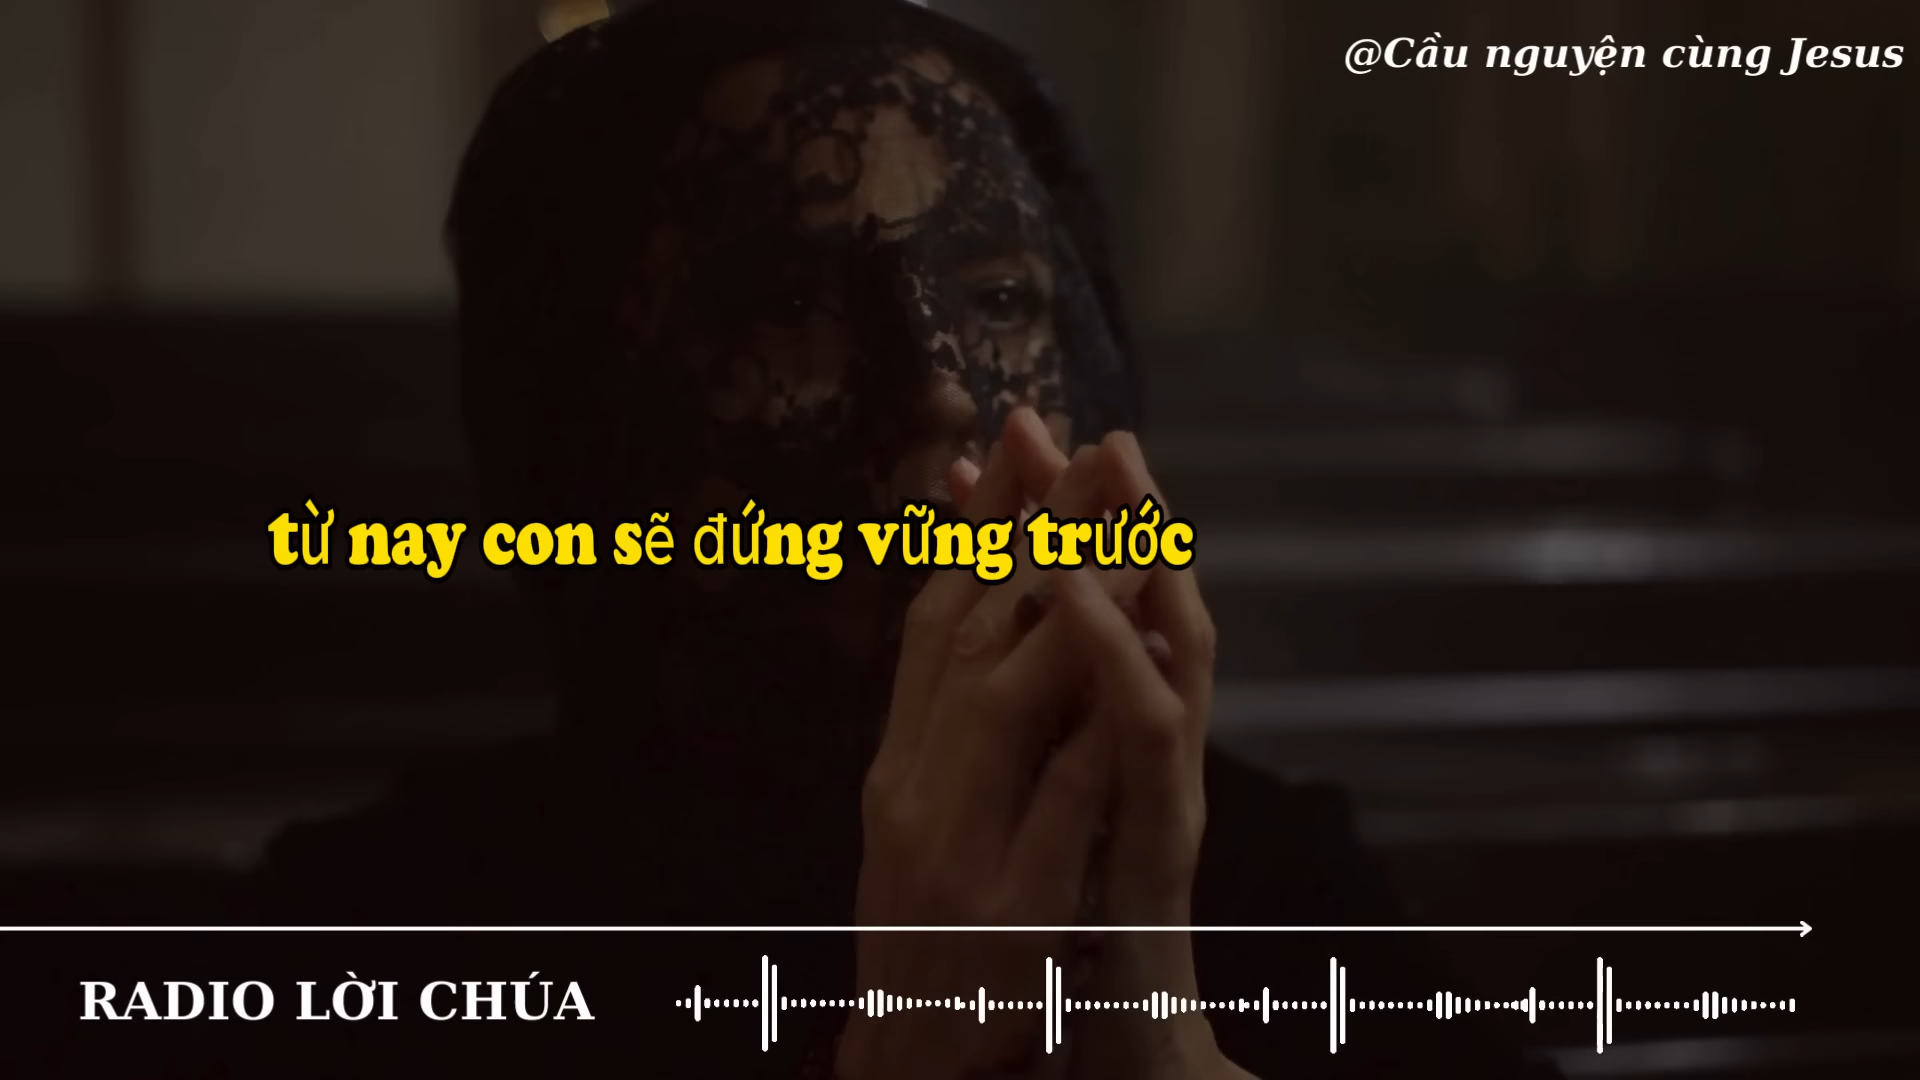 @Cầu nguyện cùng Jesus
từ nay con sẽ đứng vững trước
RADIO LỜI CHÚA